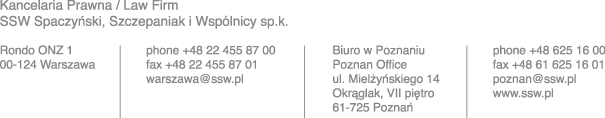 Kancelaria Prawna / Law Firm
SSW Spaczyński, Szczepaniak i Wspólnicy sp.k.
Rondo ONZ 1
00-124 Warszawa
phone +48 22 455 87 00
fax +48 22 455 87 01
warszawa@ssw.pl
Biuro w Poznaniu
Poznan Office
ul. Mielżyńskiego 14
Okrąglak, VII piętro
61-725 Poznań
phone +48 625 16 00
fax +48 61 625 16 01
poznan@ssw.pl
www.ssw.pl